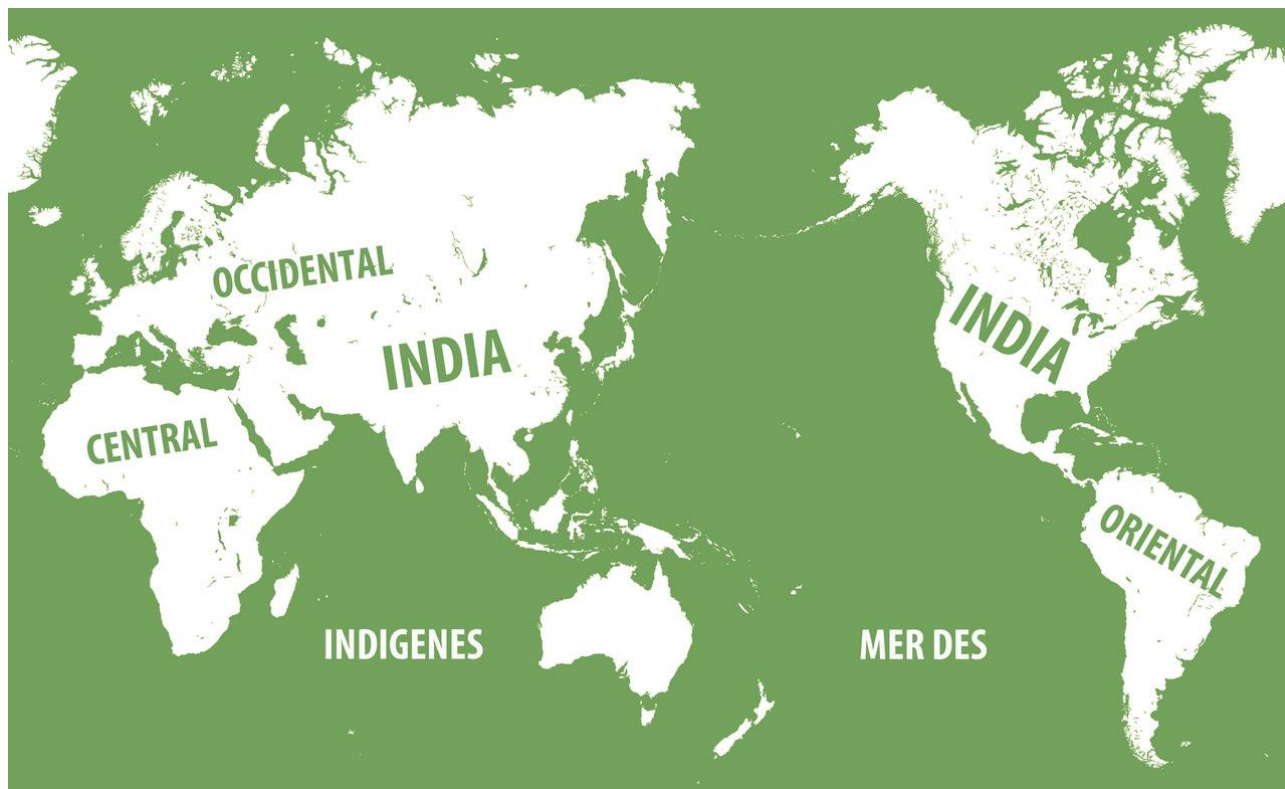 OCCIDENTAL
INDIA
INDIA
CENTRAL
ORIENTAL
INDIGENES
MER DES